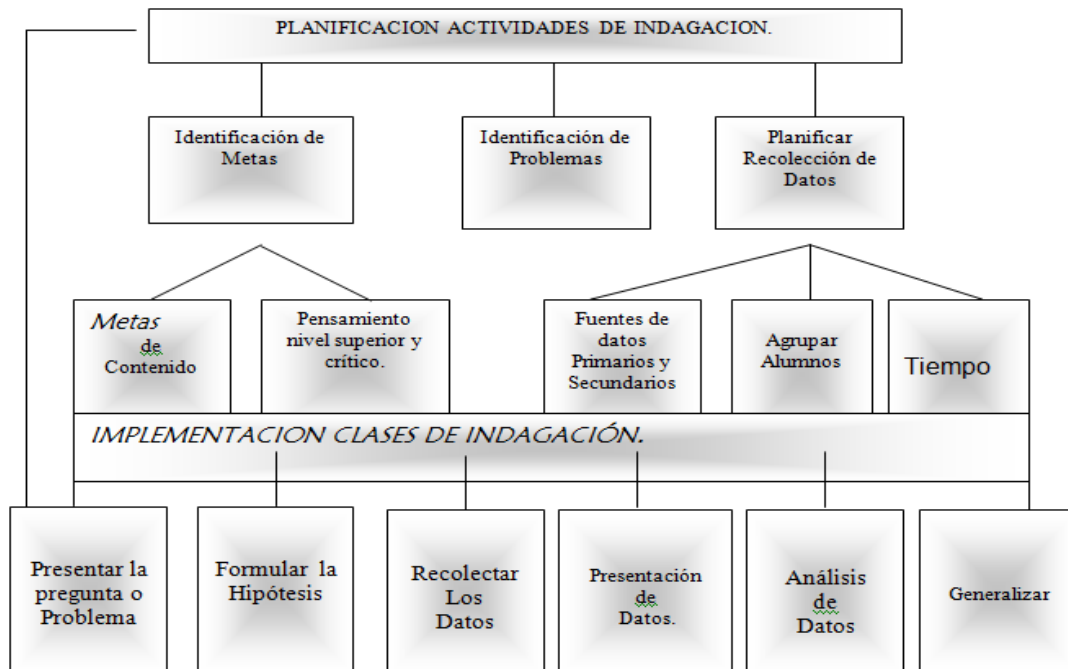 PLANIFICACION ACTIVIDADES DE INDAGACION.
Identificación de
Metas
Identificación de
Problemas
Planificar
Recolección de
Datos
Metas
de
Contenido
Pensamiento
nivel superior y
crítico.
Fuentes de
datos
Primarios y
Secundarios
Agrupar
Alumnos
Tiempo
IMPLEMENTACION CLASES DE INDAGACIÓN.
Presentar la
pregunta o
Problema
Formular la
Hipótesis
Recolectar
Los
Datos
Presentación
de
Datos.
Análisis
de
Datos
Generalizar